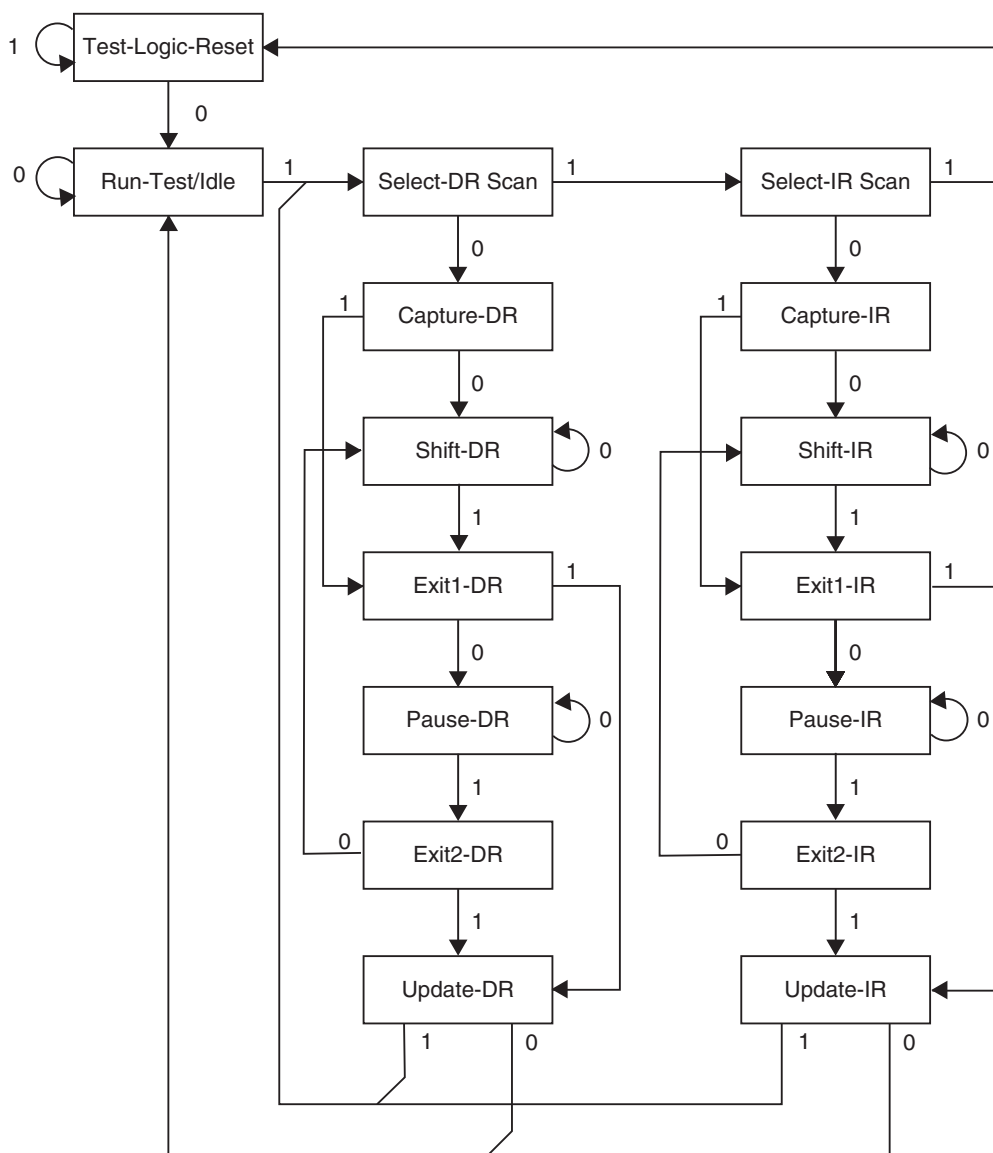 Test-Logic-Reset
1
0
Run-Test/Idle
0
1
Select-DR Scan
1
Select-IR Scan
1
0
0
1
Capture-DR
1
Capture-IR
0
0
Shift-DR
0
Shift-IR
0
1
1
Exit1-DR
1
Exit1-IR
1
0
0
Pause-DR
0
Pause-IR
0
1
1
0
Exit2-DR
0
Exit2-IR
1
1
Update-DR
Update-IR
1
0
1
0